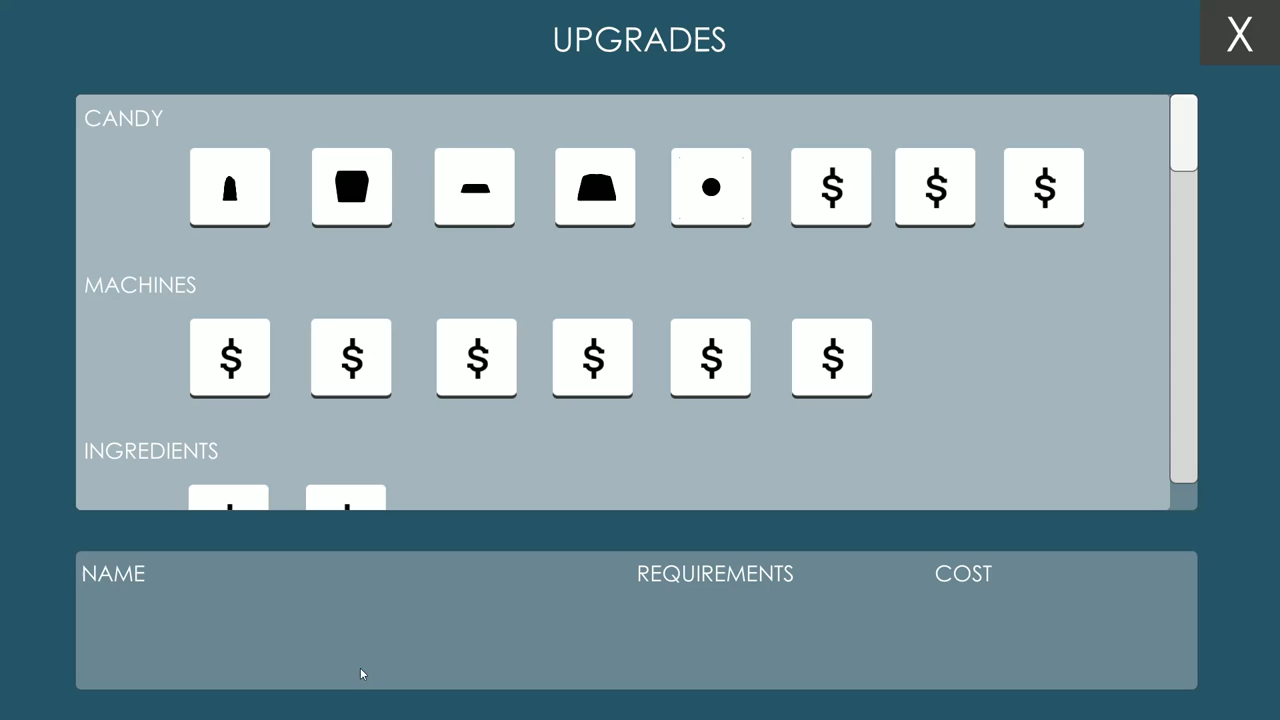 UPGRADES
X
CANDY
$ $ $
MACHINES
$ $ $ $ $ $
INGREDIENTS
NAME REQUIREMENTS COST